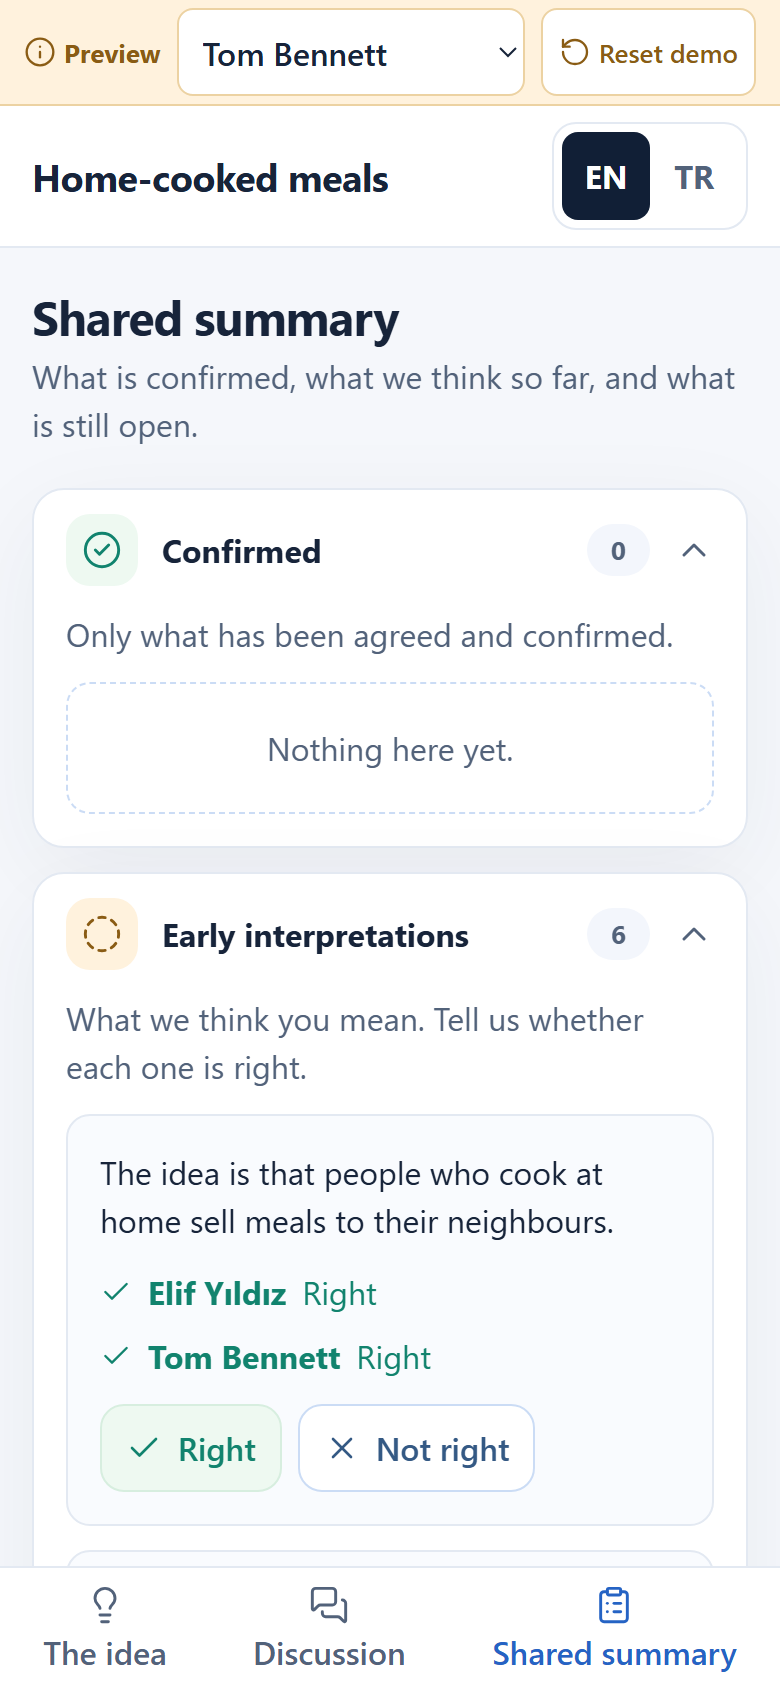 Preview
Tom Bennett
Reset demo
Home-cooked meals
EN
TR
Shared summary
What is confirmed, what we think so far, and what
is still open.
Confirmed
0
Only what has been agreed and confirmed.
Nothing here yet.
Early interpretations
6
What we think you mean. Tell us whether
each one is right.
The idea is that people who cook at
home sell meals to their neighbours.
Elif Yıldız Right
Tom Bennett Right
Right
Not right
The idea
Discussion
Shared summary